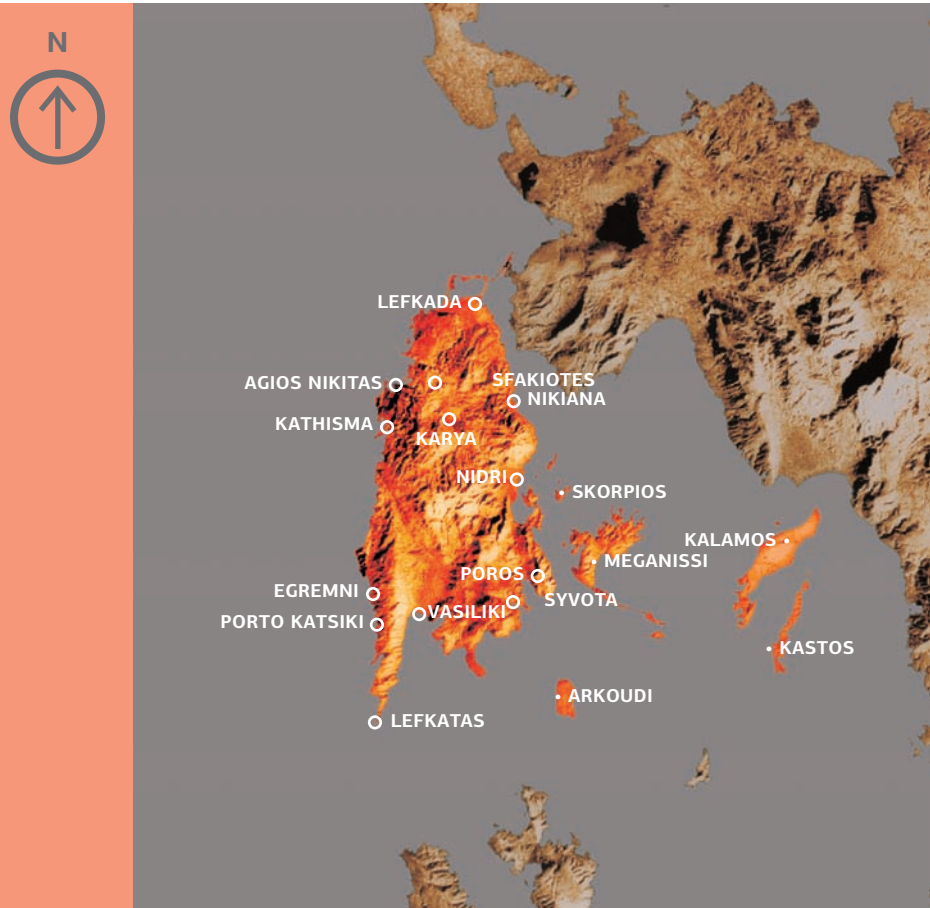 N
LEFKADA
AGIOS NIKITAS
SFAKIOTES
NIKIANA
KATHISMA
KARYA
NIDRI
SKORPIOS
KALAMOS
MEGANISSI
POROS
EGREMNI
SYVOTA
VASILIKI
PORTO KATSIKI
KASTOS
ARKOUDI
LEFKATAS